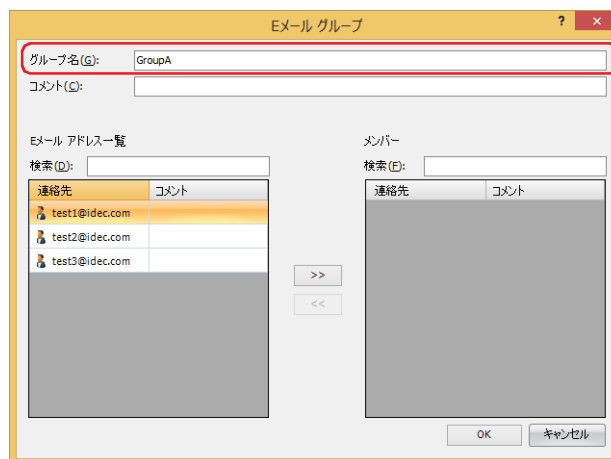 Eメール グループ
?
×
グループ名(G): GroupA
コメント(C):
Eメール アドレス一覧
メンバー
検索(D):
検索(F):
連絡先 コメント
連絡先 コメント
test1@idec.com
test2@idec.com
test3@idec.com
>>
<<
OK
キャンセル